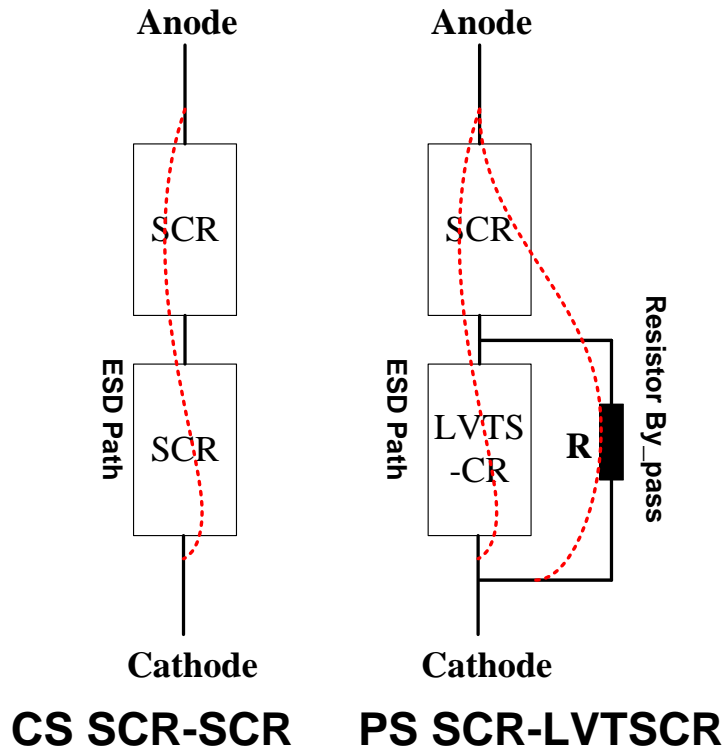 Anode
SCR
ESD Path
SCR
Cathode
CS SCR-SCR
Anode
SCR
ESD Path
LVTS
-CR
R
Resistor By_pass
Cathode
PS SCR-LVTSCR